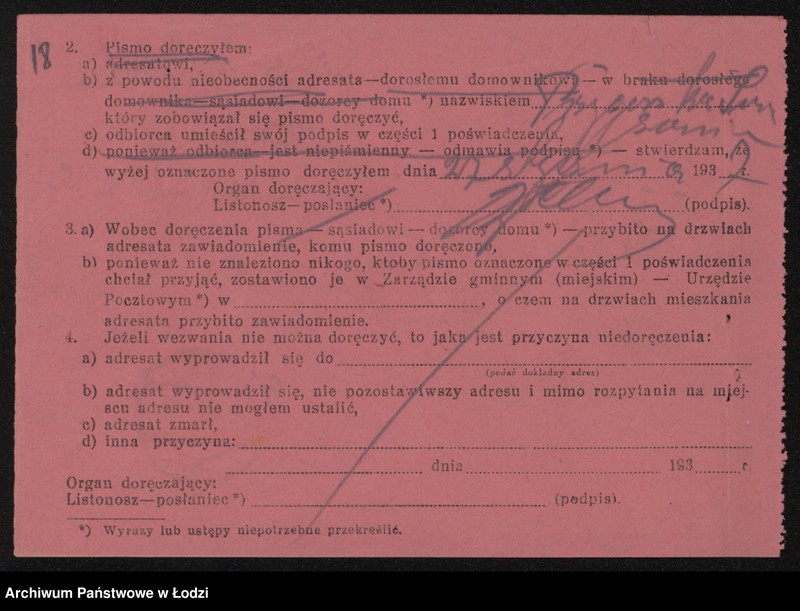 18
2. Pismo doręczyłem:
a) adresatowi,
b) z powodu nieobecności adresata—dorosłemu domownikowi — w braku dorosłego
domownika—sąsiadowi—dozorcy domu *) nazwiskiem
który zobowiązał się pismo doręczyć,
c) odbiorca umieścił swój podpis w części 1 poświadczenia,
d) ponieważ odbiorca—jest niepiśmienny — odmawia podpisu *) — stwierdzam, że
wyżej oznaczone pismo doręczyłem dnia 27 193 7 r.
Organ doręczający:
Listonosz—posłaniec *) (podpis).
3. a) Wobec doręczenia pisma — sąsiadowi — dozorcy domu *) — przybito na drzwiach
adresata zawiadomienie, komu pismo doręczono,
b) ponieważ nie znaleziono nikogo, ktoby pismo oznaczone w części 1 poświadczenia
chciał przyjąć, zostawiono je w Zarządzie gminnym (miejskim) — Urzędzie
Pocztowym *) w , o czem na drzwiach mieszkania
adresata przybito zawiadomienie.
4. Jeżeli wezwania nie można doręczyć, to jaka jest przyczyna niedoręczenia:
a) adresat wyprowadził się do
(podać dokładny adres)
b) adresat wyprowadził się, nie pozostawiwszy adresu i mimo rozpytania na miej-
scu adresu nie mogłem ustalić,
c) adresat zmarł,
d) inna przyczyna:
dnia 193 r.
Organ doręczający:
Listonosz—posłaniec *) (podpis).
*) Wyrazy lub ustępy niepotrzebne przekreślić.
Archiwum Państwowe w Łodzi